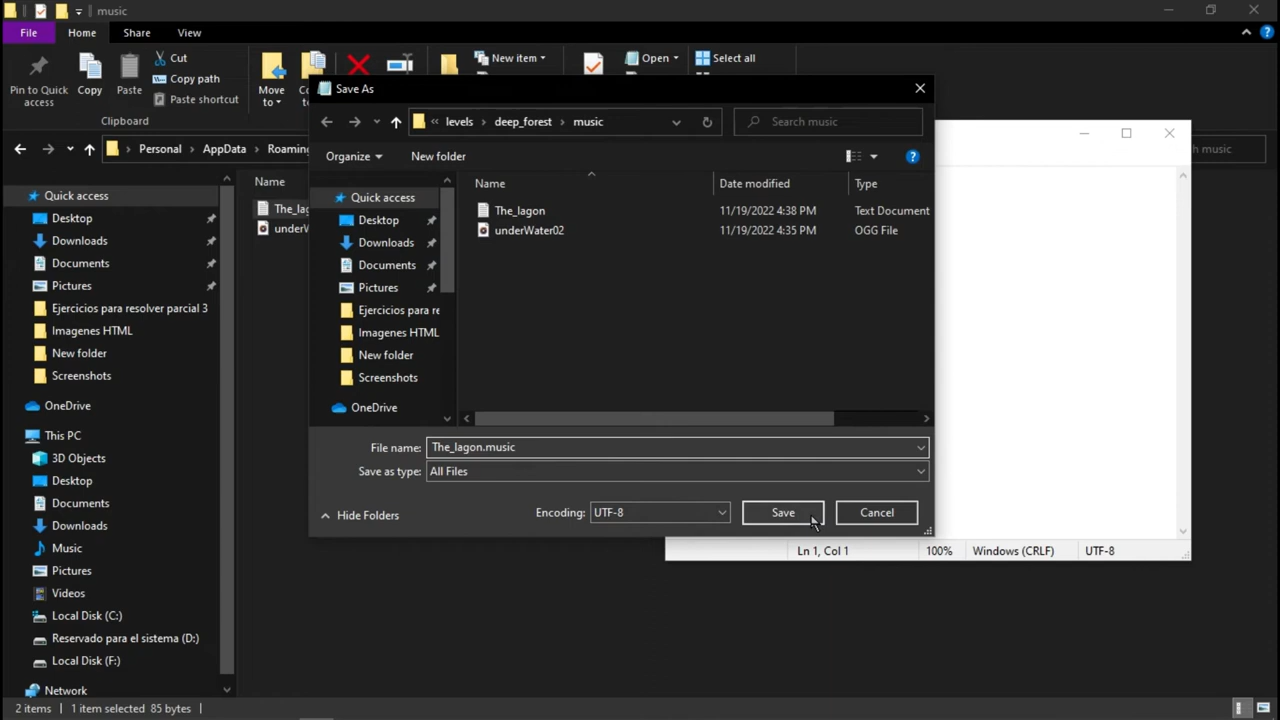 music
File Home Share View
Pin to Quick access
Copy
Paste
Cut
Copy path
Paste shortcut
Clipboard
Move to
New item
Open
Select all
Personal AppData Roaming
music
Quick access
Desktop
Downloads
Documents
Pictures
Ejercicios para resolver parcial 3
Imagenes HTML
New folder
Screenshots
OneDrive
This PC
3D Objects
Desktop
Documents
Downloads
Music
Pictures
Videos
Local Disk (C:)
Reservado para el sistema (D:)
Local Disk (F:)
Network
Name
The_lag
underW
2 items 1 item selected 85 bytes
Save As
levels deep_forest music
Search music
Organize New folder
Quick access
Desktop
Downloads
Documents
Pictures
Ejercicios para re
Imagenes HTML
New folder
Screenshots
OneDrive
Name Date modified Type
The_lagon 11/19/2022 4:38 PM Text Document
underWater02 11/19/2022 4:35 PM OGG File
File name: The_lagon.music
Save as type: All Files
Hide Folders
Encoding: UTF-8
Save
Cancel
Ln 1, Col 1 100% Windows (CRLF) UTF-8